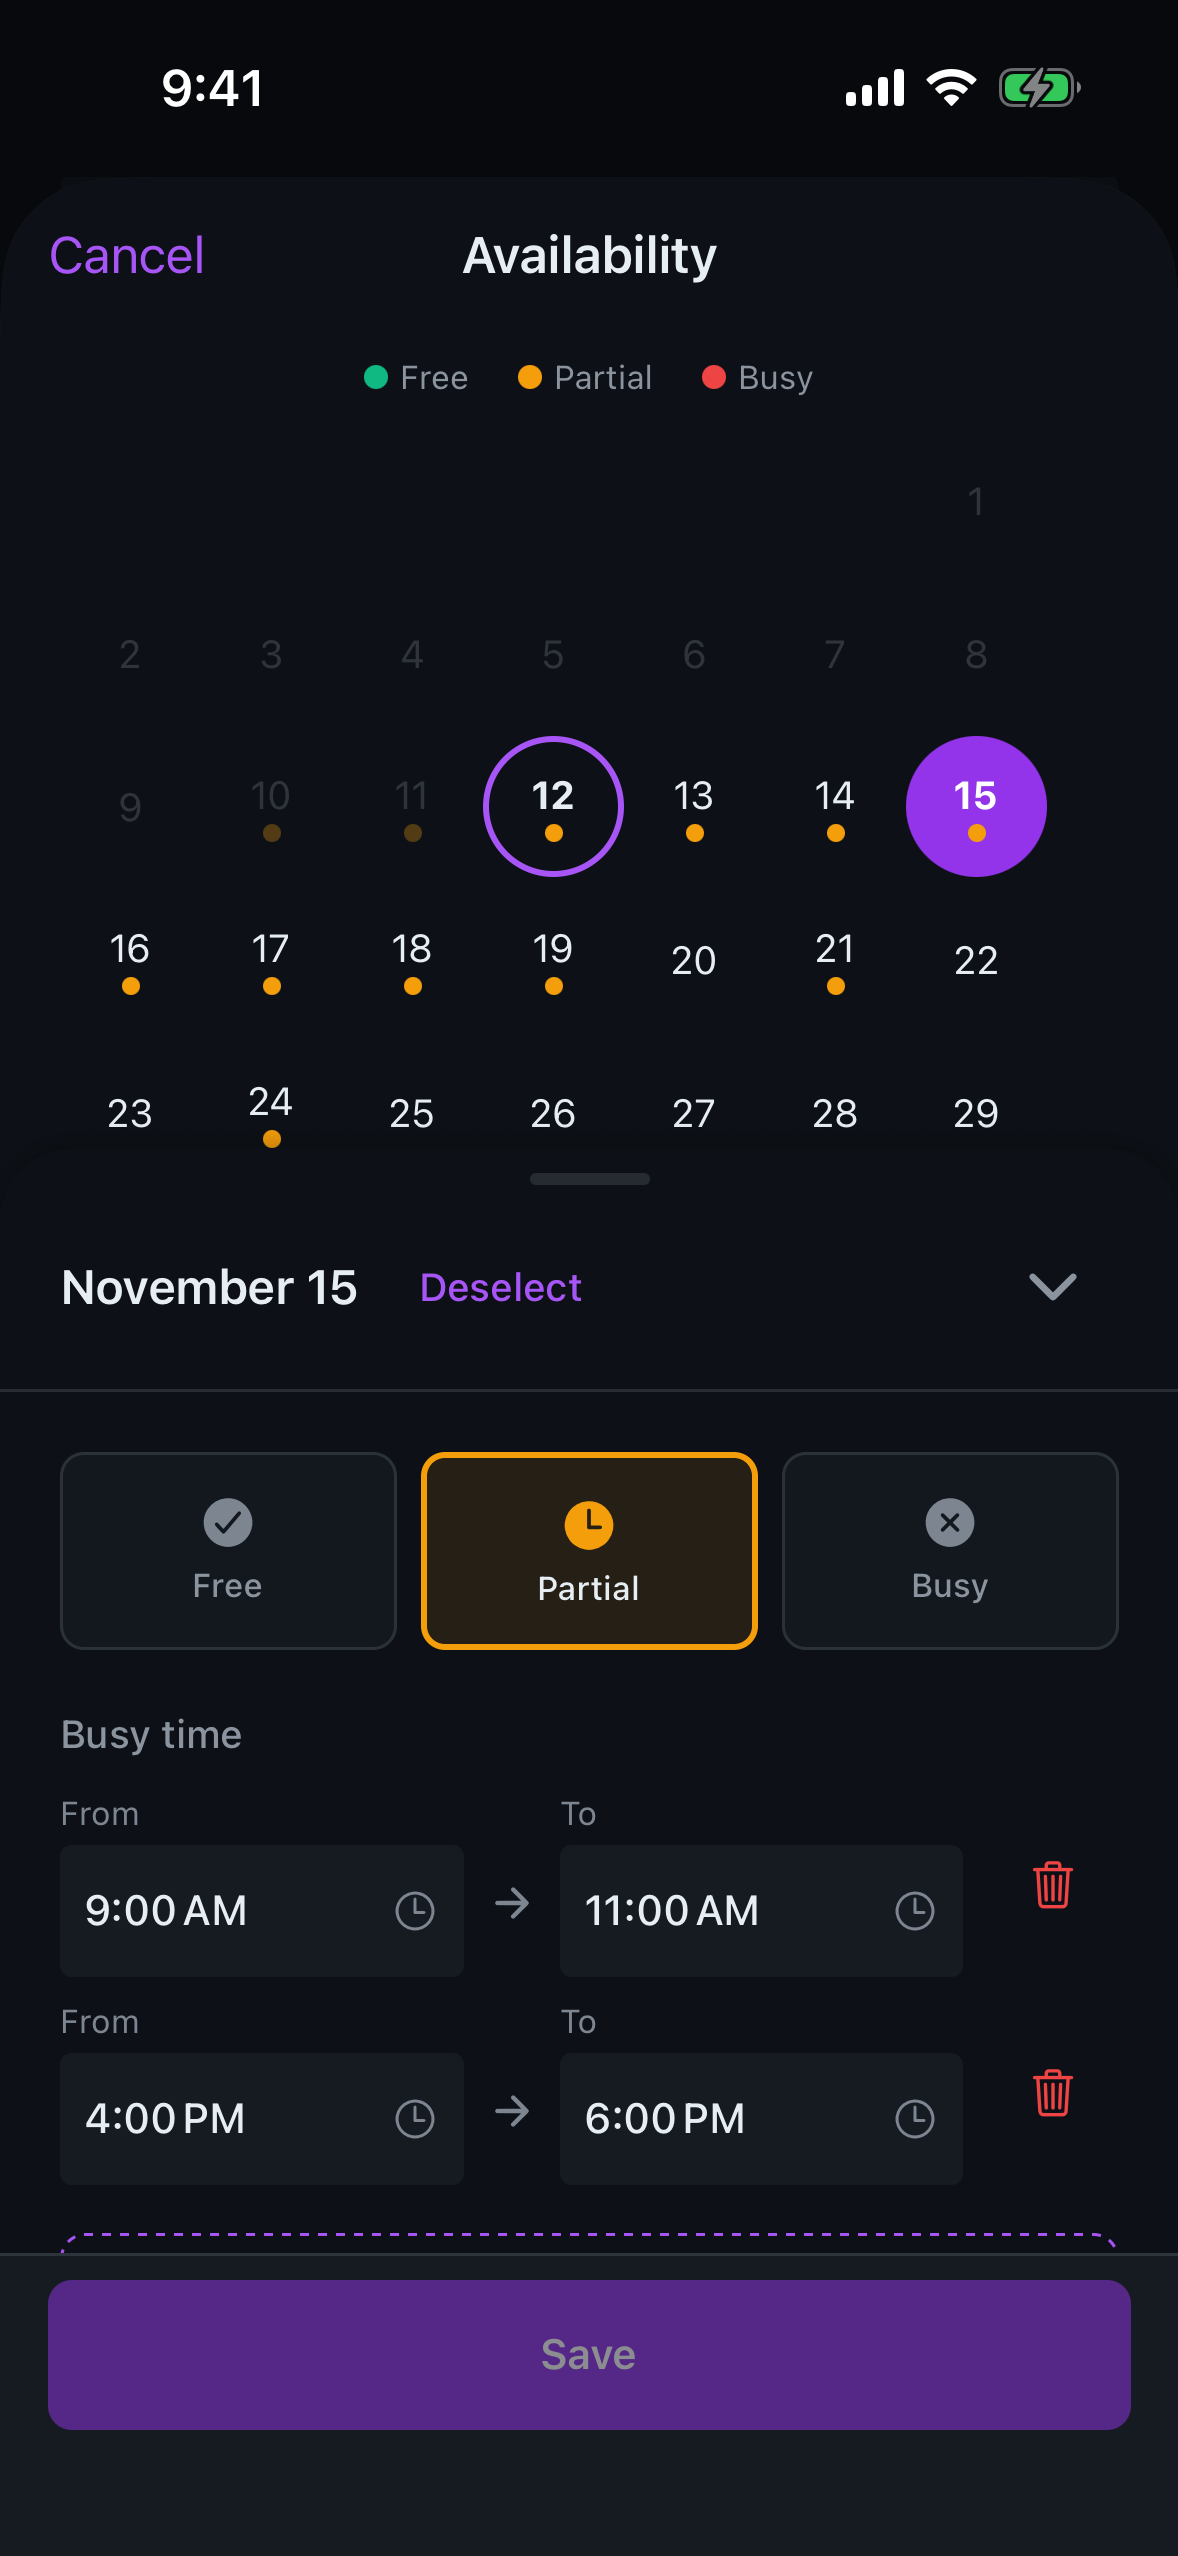 9:41
Cancel
Availability
Free
Partial
Busy
1
2 3 4 5 6 7 8
9 10 11 12 13 14 15
16 17 18 19 20 21 22
23 24 25 26 27 28 29
November 15
Deselect
Free
Partial
Busy
Busy time
From
To
9:00 AM
11:00 AM
From
To
4:00 PM
6:00 PM
Save